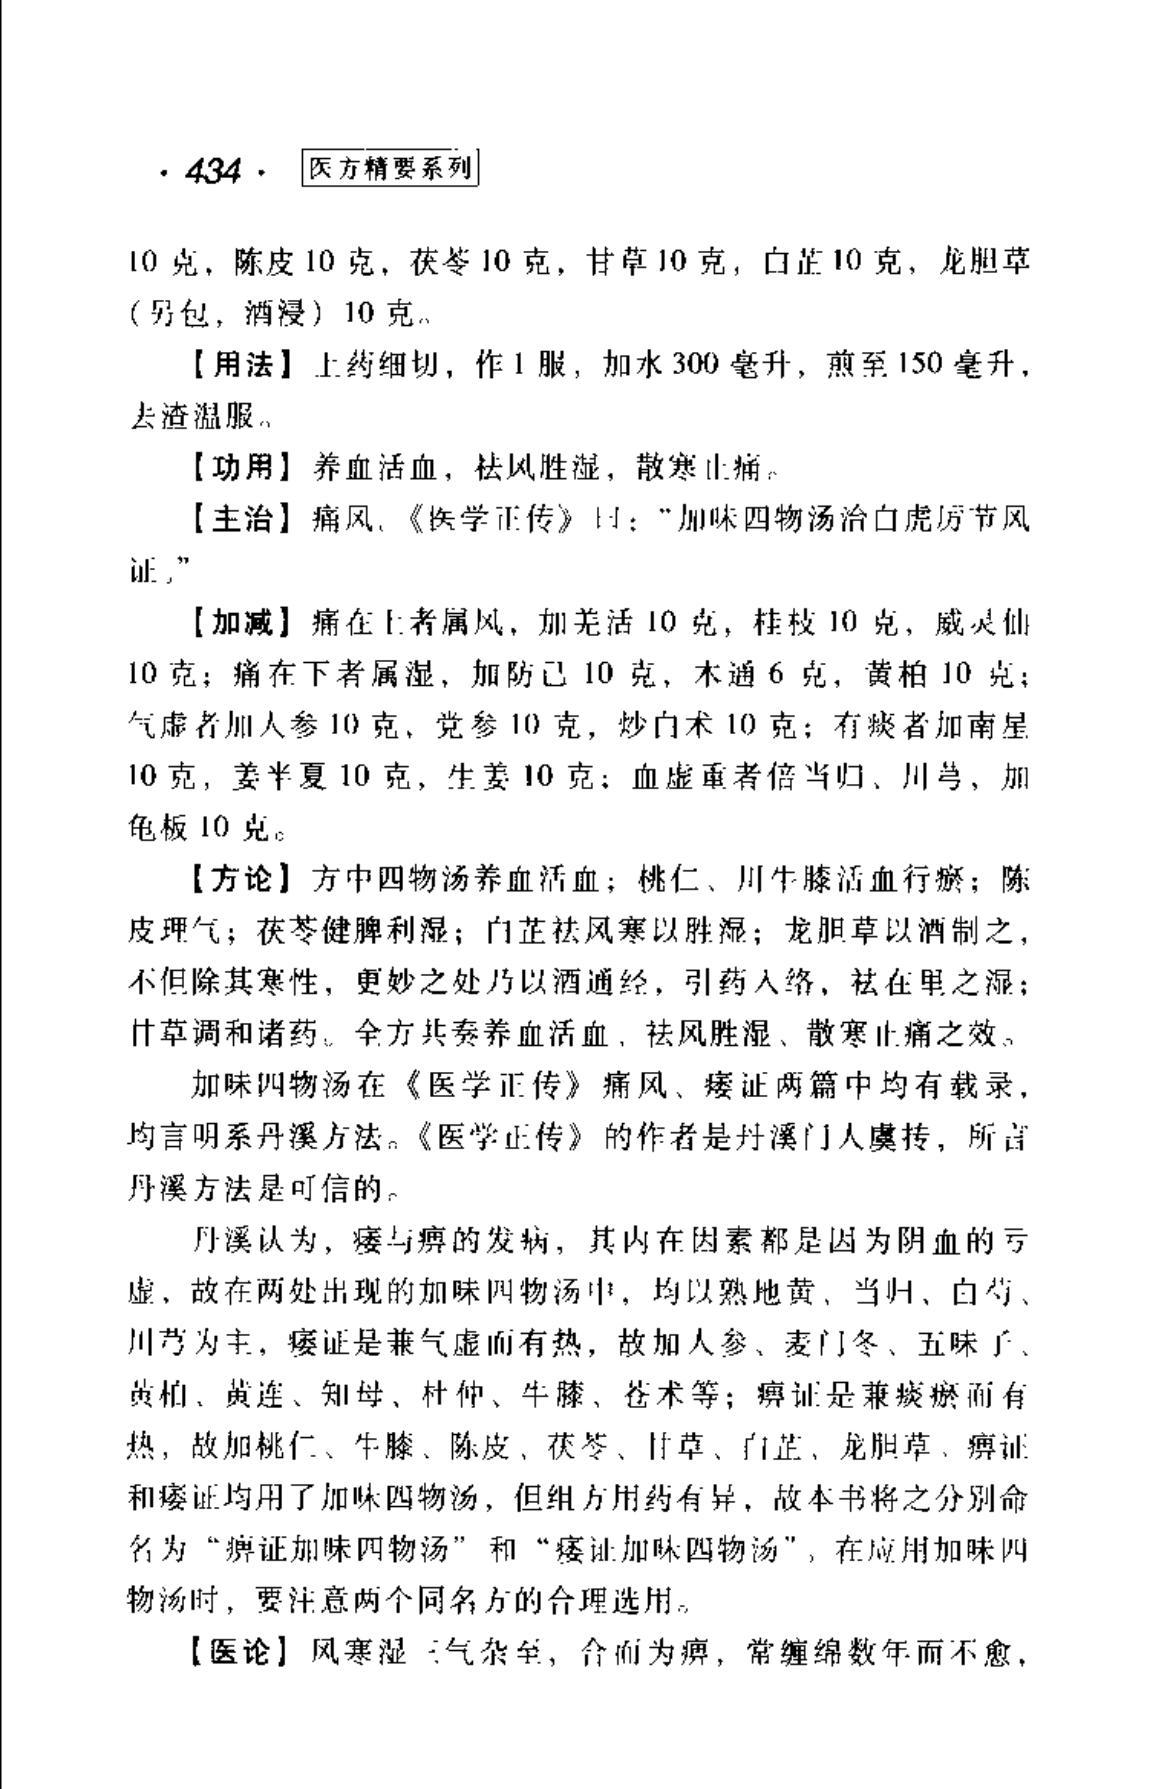 ·434· 医方精要系列
10 克，陈皮 10 克，茯苓 10 克，甘草 10 克，白芷 10 克，龙胆草
（另包，酒浸）10 克。
【用法】 上药细切，作 1 服，加水 300 毫升，煎至 150 毫升，
去渣温服。
【功用】 养血活血，祛风胜湿，散寒止痛。
【主治】 痛风、《医学正传》曰：“加味四物汤治白虎历节风
证。”
【加减】 痛在上者属风，加羌活 10 克，桂枝 10 克，威灵仙
10 克；痛在下者属湿，加防己 10 克，木通 6 克，黄柏 10 克；
气虚者加人参 10 克、党参 10 克，炒白术 10 克；有痰者加南星
10 克，姜半夏 10 克，生姜 10 克；血虚重者倍当归、川芎，加
龟板 10 克。
【方论】 方中四物汤养血活血；桃仁、川牛膝活血行瘀；陈
皮理气；茯苓健脾利湿；白芷祛风寒以胜湿；龙胆草以酒制之，
不但除其寒性，更妙之处乃以酒通经，引药入络，祛在里之湿；
甘草调和诸药。全方共奏养血活血、祛风胜湿、散寒止痛之效。
加味四物汤在《医学正传》痛风、痿证两篇中均有载录，
均言明系丹溪方法。《医学正传》的作者是丹溪门人虞抟，所言
丹溪方法是可信的。
丹溪认为，痿与痹的发病，其内在因素都是因为阴血的亏
虚，故在两处出现的加味四物汤中，均以熟地黄、当归、白芍、
川芎为主，痿证是兼气虚而有热，故加人参、麦门冬、五味子、
黄柏、黄连、知母、杜仲、牛膝、苍术等；痹证是兼痰瘀而有
热，故加桃仁、牛膝、陈皮、茯苓、甘草、白芷、龙胆草、痹证
和痿证均用了加味四物汤，但组方用药有异，故本书将之分别命
名为“痹证加味四物汤”和“痿证加味四物汤”，在应用加味四
物汤时，要注意两个同名方的合理选用。
【医论】 风寒湿三气杂至，合而为痹，常缠绵数年而不愈，